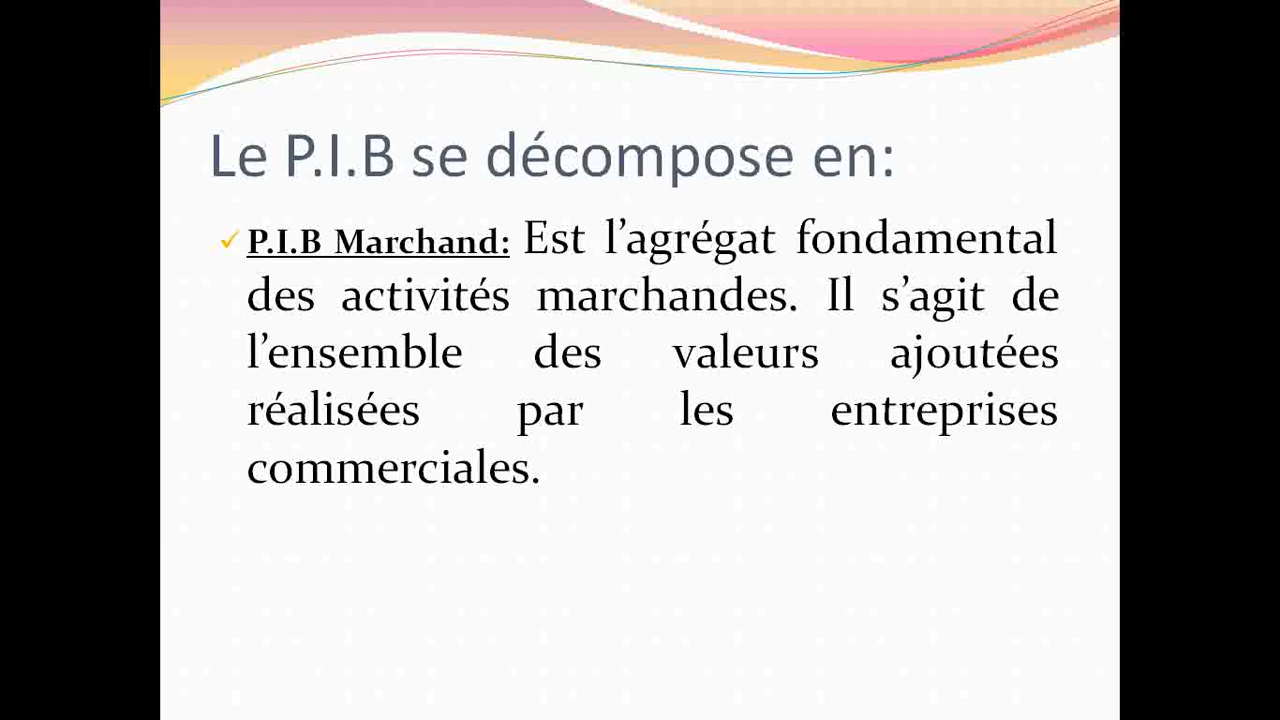 Le P.I.B se décompose en:
P.I.B Marchand: Est l’agrégat fondamental
des activités marchandes. Il s’agit de
l’ensemble des valeurs ajoutées
réalisées par les entreprises
commerciales.